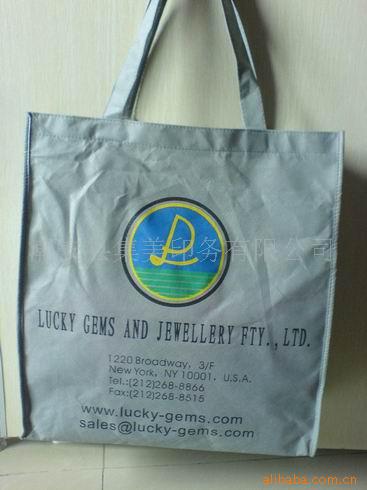 LUCKY GEMS AND JEWELLERY FTY., LTD.
1220 Broadway, 3/F
New York, NY 10001, U.S.A.
Tel.:(212)268-8866
Fax:(212)268-8515
www.lucky-gems.com
sales@lucky-gems.com
集美印务有限公司
alibaba.com.cn